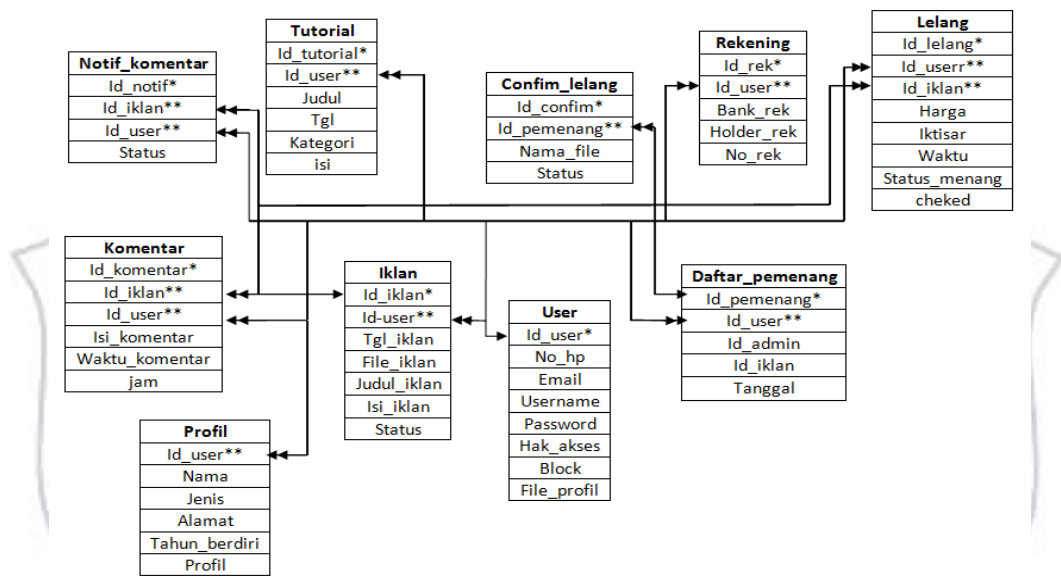 Notif_komentar
Id_notif*
Id_iklan**
Id_user**
Status
Tutorial
Id_tutorial*
Id_user**
Judul
Tgl
Kategori
isi
Confim_lelang
Id_confim*
Id_pemenang**
Nama_file
Status
Rekening
Id_rek*
Id_user**
Bank_rek
Holder_rek
No_rek
Lelang
Id_lelang*
Id_userr**
Id_iklan**
Harga
Iktisar
Waktu
Status_menang
cheked
Komentar
Id_komentar*
Id_iklan**
Id_user**
Isi_komentar
Waktu_komentar
jam
Iklan
Id_iklan*
Id-user**
Tgl_iklan
File_iklan
Judul_iklan
Isi_iklan
Status
User
Id_user*
No_hp
Email
Username
Password
Hak_akses
Block
File_profil
Daftar_pemenang
Id_pemenang*
Id_user**
Id_admin
Id_iklan
Tanggal
Profil
Id_user**
Nama
Jenis
Alamat
Tahun_berdiri
Profil